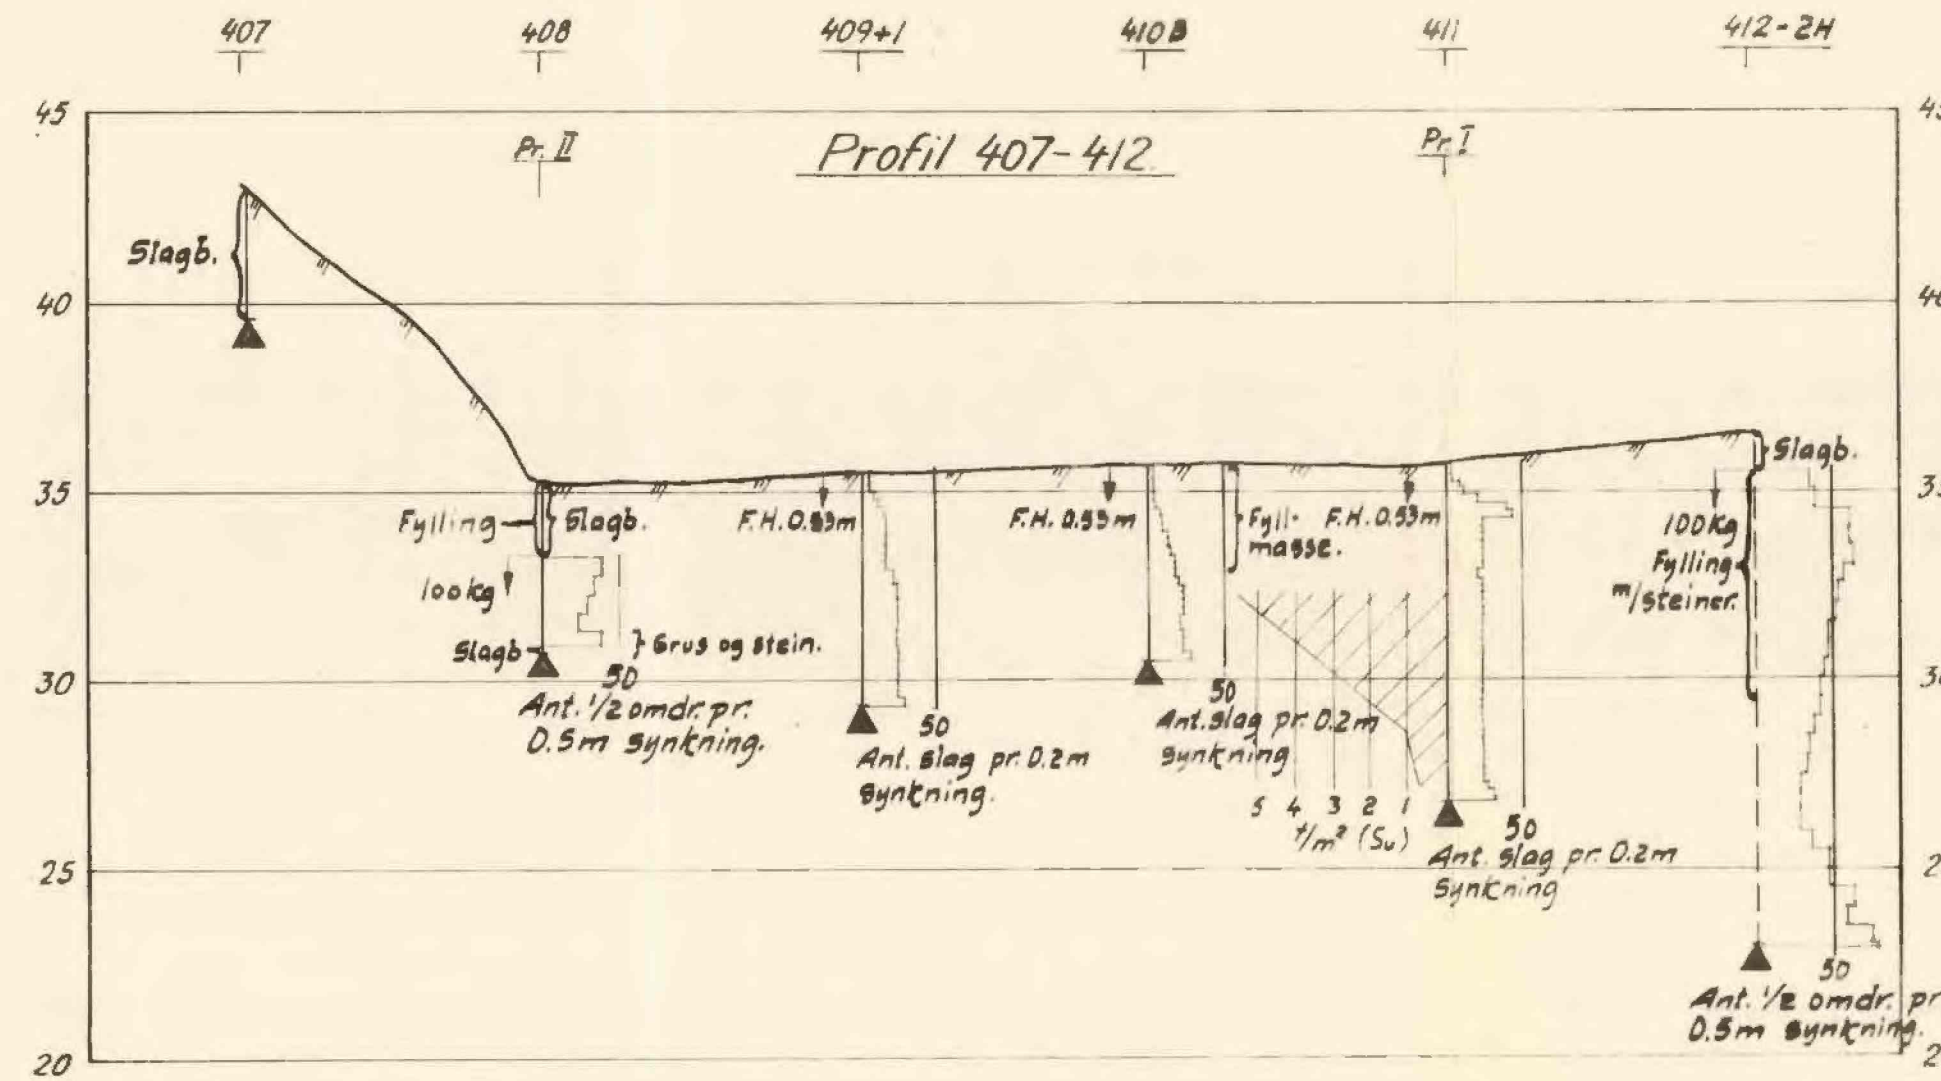 407
408
409+1
410B
411
412-2H
45
Pr. II
Profil 407-412
Pr. I
Slagb.
40
Slagb.
35
Fylling
Slagb.
F.H. 0.53m
F.H. 0.53m
Fyll-
masse.
F.H. 0.53m
100kg
Fylling
m/steiner.
100kg
Slagb
} Grus og stein.
30
50
Ant. 1/2 omdr. pr.
0.5m synkning.
50
Ant. slag pr. 0.2m
synkning.
50
Ant. slag pr. 0.2m
synkning
5 4 3 2 1
t/m² (Su)
50
Ant. slag pr. 0.2m
synkning
25
50
Ant. 1/2 omdr. pr
0.5m synkning.
20